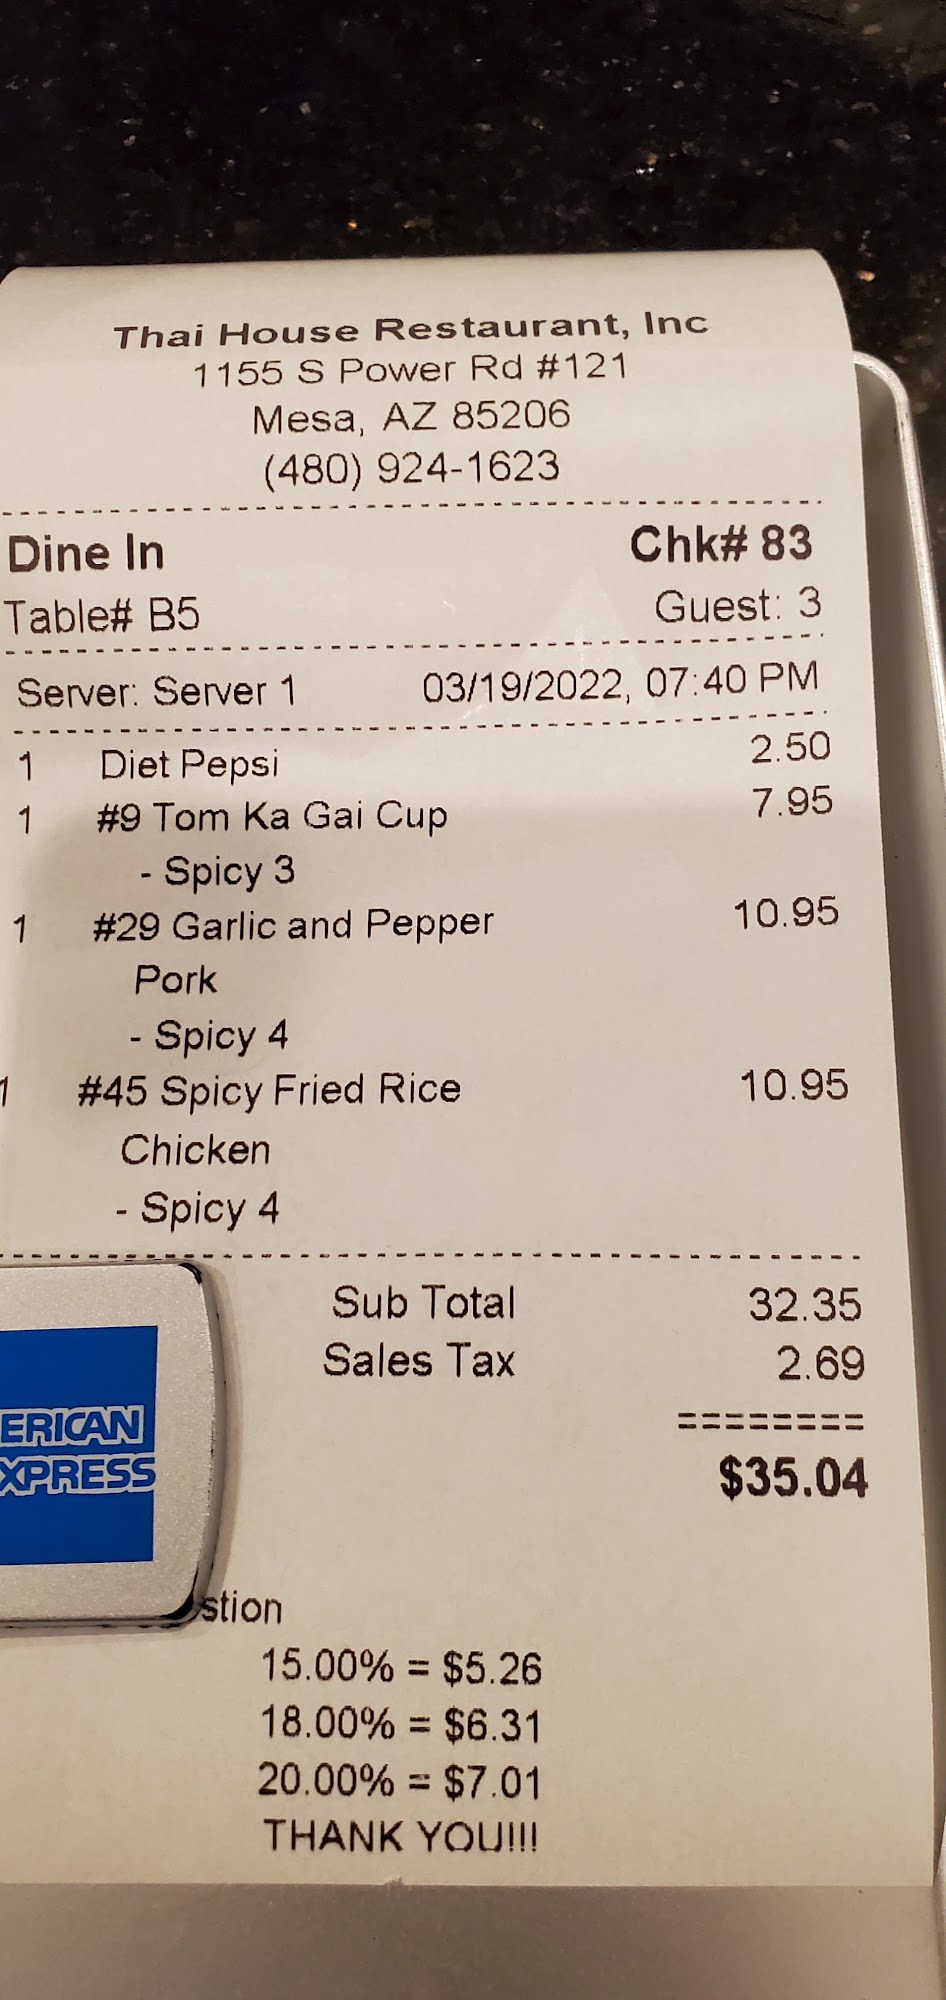 Thai House Restaurant, Inc
1155 S Power Rd #121
Mesa, AZ 85206
(480) 924-1623
Dine In Chk# 83
Table# B5 Guest: 3
Server: Server 1 03/19/2022, 07:40 PM
1 Diet Pepsi 2.50
1 #9 Tom Ka Gai Cup 7.95
- Spicy 3
1 #29 Garlic and Pepper 10.95
Pork
- Spicy 4
1 #45 Spicy Fried Rice 10.95
Chicken
- Spicy 4
Sub Total 32.35
Sales Tax 2.69
========
$35.04
ERICAN
XPRESS
stion
15.00% = $5.26
18.00% = $6.31
20.00% = $7.01
THANK YOU!!!